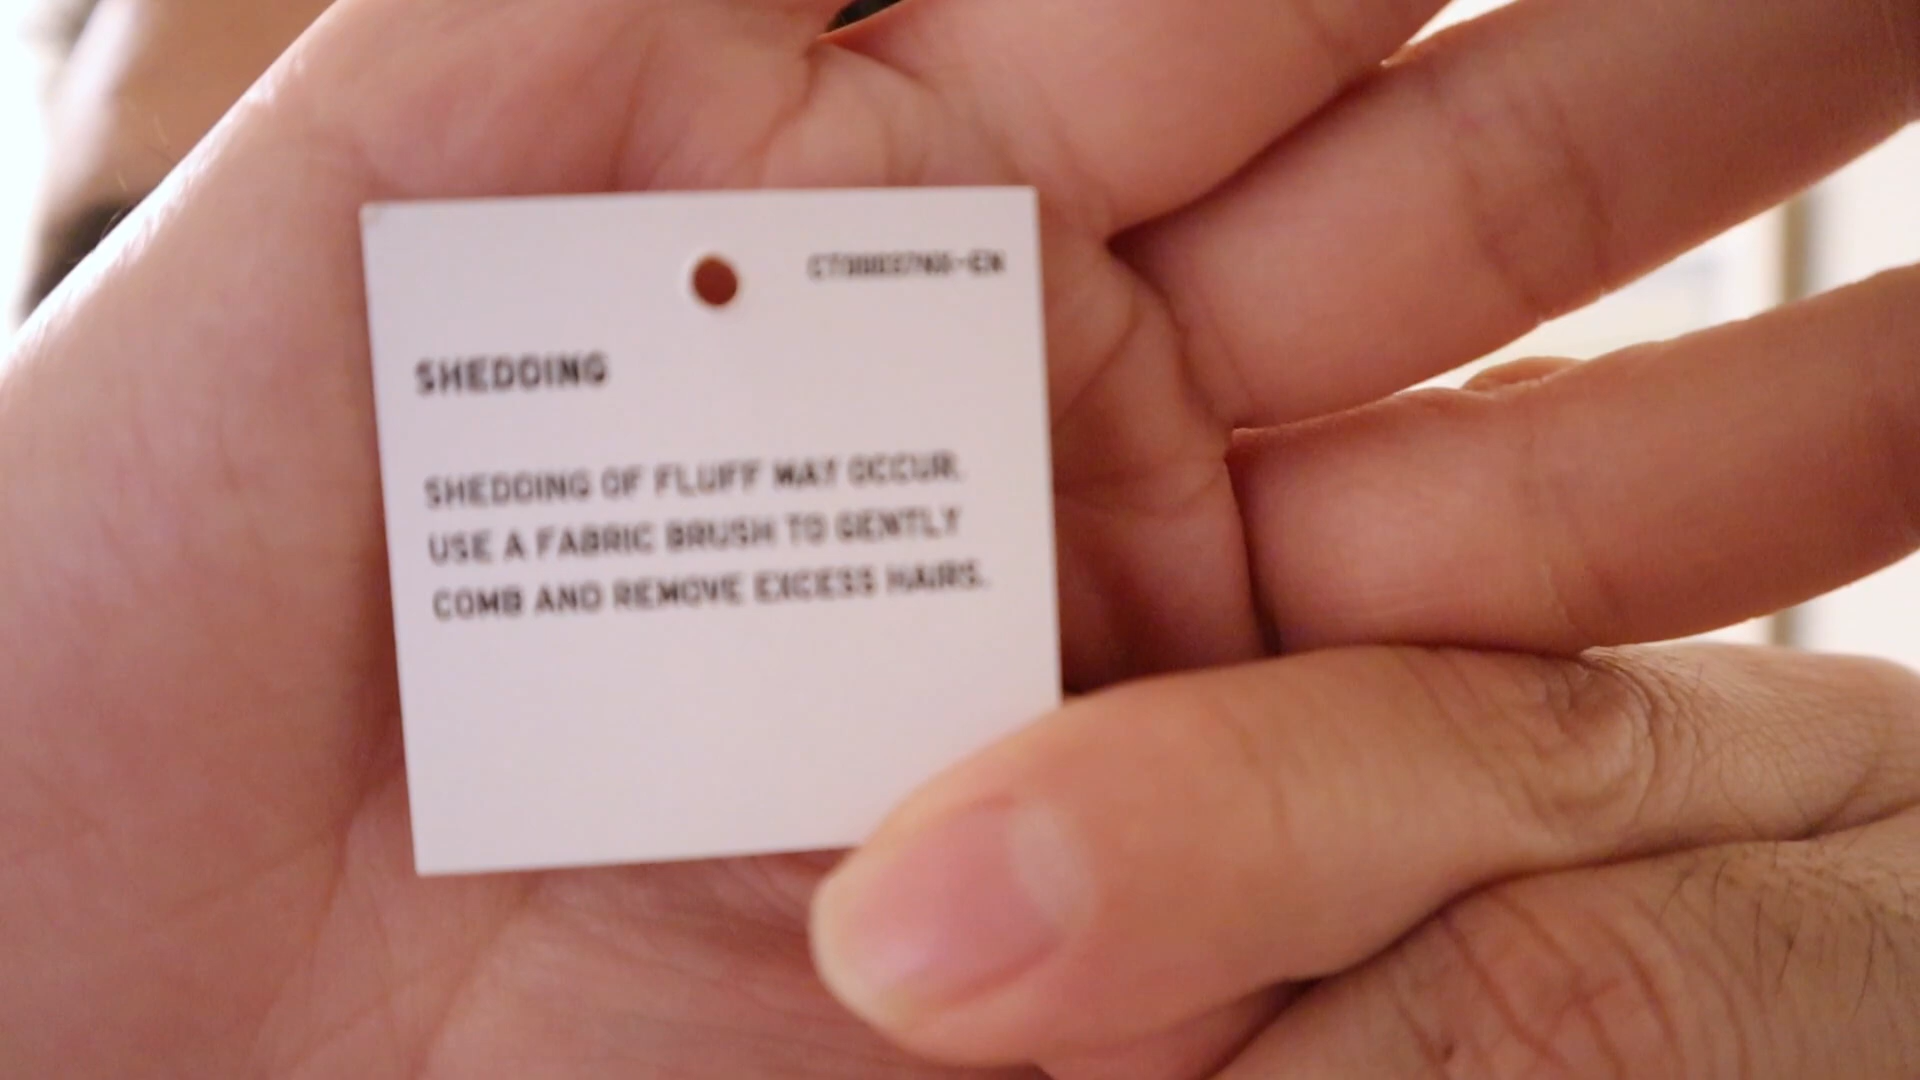 SHEDDING
SHEDDING OF FLUFF MAY OCCUR.
USE A FABRIC BRUSH TO GENTLY
COMB AND REMOVE EXCESS HAIRS.